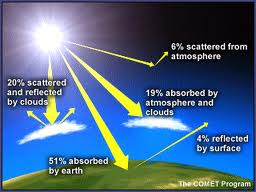 6% scattered from
atmosphere
20% scattered
and reflected
by clouds
19% absorbed by
atmosphere and
clouds
4% reflected
by surface
51% absorbed
by earth
The COMET Program